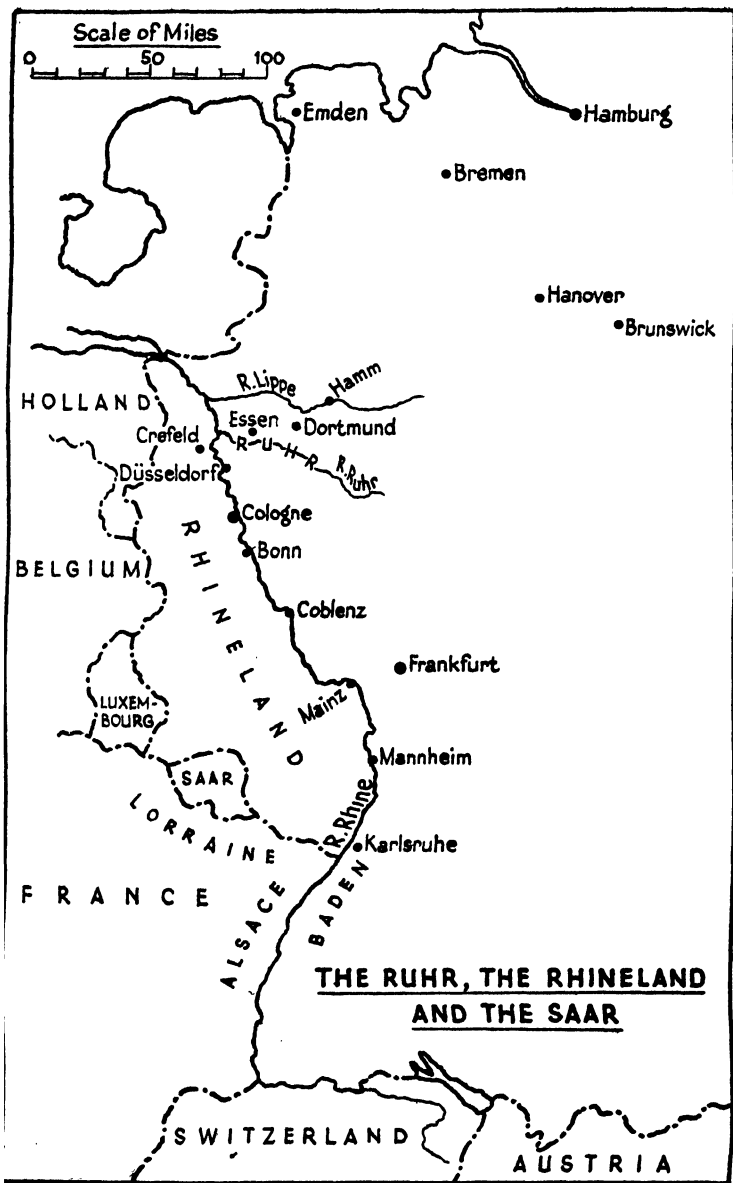 Scale of Miles
0 50 100
Emden
Hamburg
Bremen
Hanover
Brunswick
HOLLAND
R. Lippe
Hamm
Essen
Dortmund
Crefeld
RUHR
R. Ruhr
Düsseldorf
Cologne
RHINELAND
Bonn
BELGIUM
Coblenz
Frankfurt
Mainz
LUXEM-
BOURG
Mannheim
SAAR
R. Rhine
LORRAINE
Karlsruhe
FRANCE
ALSACE
BADEN
THE RUHR, THE RHINELAND
AND THE SAAR
SWITZERLAND
AUSTRIA